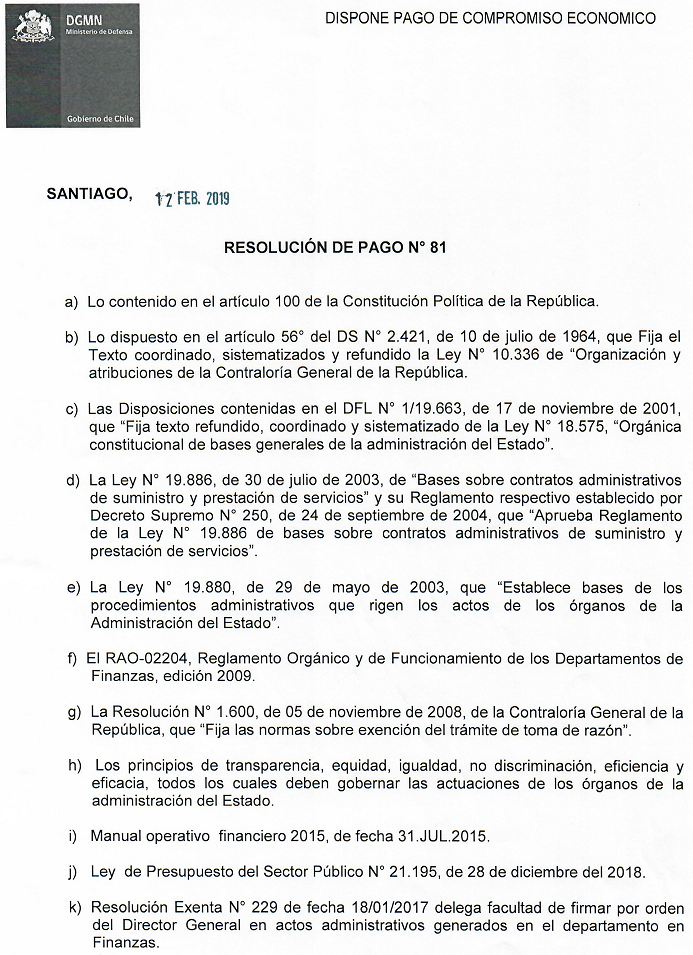 DGMN
Ministerio de Defensa
Gobierno de Chile
DISPONE PAGO DE COMPROMISO ECONOMICO
SANTIAGO, 12 FEB. 2019
RESOLUCIÓN DE PAGO N° 81
a) Lo contenido en el artículo 100 de la Constitución Política de la República.
b) Lo dispuesto en el artículo 56° del DS N° 2.421, de 10 de julio de 1964, que Fija el
Texto coordinado, sistematizados y refundido la Ley N° 10.336 de “Organización y
atribuciones de la Contraloría General de la República.
c) Las Disposiciones contenidas en el DFL N° 1/19.663, de 17 de noviembre de 2001,
que “Fija texto refundido, coordinado y sistematizado de la Ley N° 18.575, “Orgánica
constitucional de bases generales de la administración del Estado”.
d) La Ley N° 19.886, de 30 de julio de 2003, de “Bases sobre contratos administrativos
de suministro y prestación de servicios” y su Reglamento respectivo establecido por
Decreto Supremo N° 250, de 24 de septiembre de 2004, que “Aprueba Reglamento
de la Ley N° 19.886 de bases sobre contratos administrativos de suministro y
prestación de servicios”.
e) La Ley N° 19.880, de 29 de mayo de 2003, que “Establece bases de los
procedimientos administrativos que rigen los actos de los órganos de la
Administración del Estado”.
f) El RAO-02204, Reglamento Orgánico y de Funcionamiento de los Departamentos de
Finanzas, edición 2009.
g) La Resolución N° 1.600, de 05 de noviembre de 2008, de la Contraloría General de la
República, que “Fija las normas sobre exención del trámite de toma de razón”.
h) Los principios de transparencia, equidad, igualdad, no discriminación, eficiencia y
eficacia, todos los cuales deben gobernar las actuaciones de los órganos de la
administración del Estado.
i) Manual operativo financiero 2015, de fecha 31.JUL.2015.
j) Ley de Presupuesto del Sector Público N° 21.195, de 28 de diciembre del 2018.
k) Resolución Exenta N° 229 de fecha 18/01/2017 delega facultad de firmar por orden
del Director General en actos administrativos generados en el departamento en
Finanzas.